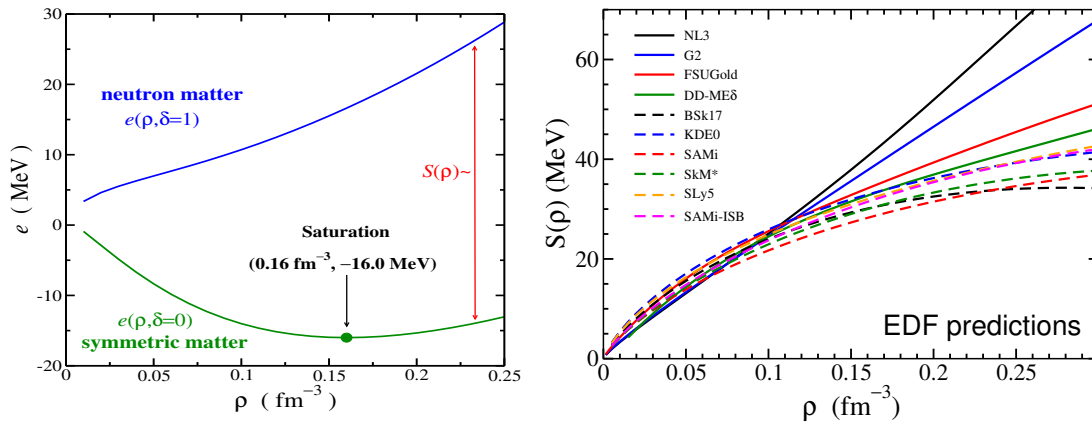 30
20
10
0
-10
-20
e ( MeV )
neutron matter
e(ρ,δ=1)
S(ρ)~
Saturation
(0.16 fm⁻³, −16.0 MeV)
e(ρ,δ=0)
symmetric matter
0 0.05 0.1 0.15 0.2 0.25
ρ ( fm⁻³ )
60
40
20
0
S(ρ) (MeV)
NL3
G2
FSUGold
DD-MEδ
BSk17
KDE0
SAMi
SkM*
SLy5
SAMi-ISB
EDF predictions
0 0.05 0.1 0.15 0.2 0.25
ρ (fm⁻³)